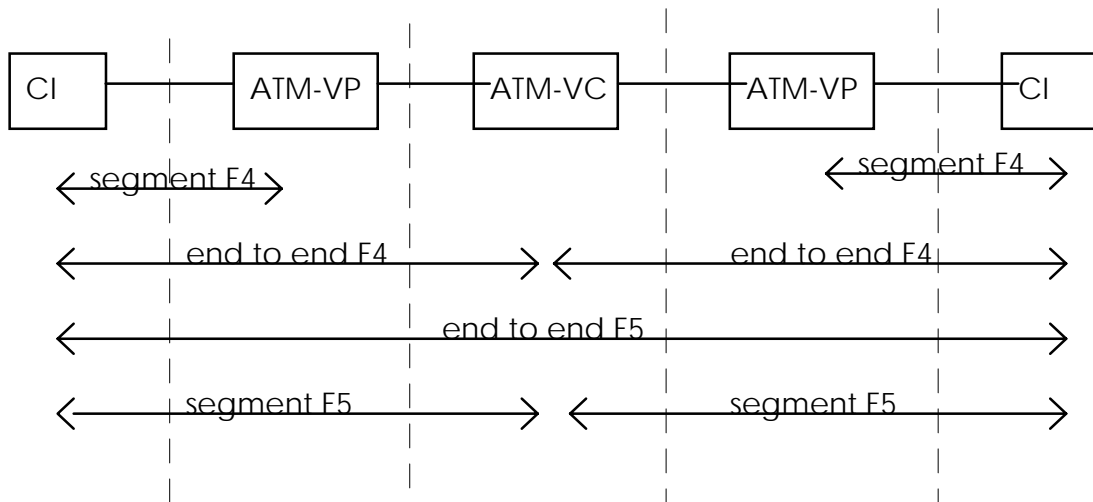 CI ATM-VP ATM-VC ATM-VP CI
segment F4 segment F4
end to end F4 end to end F4
end to end F5
segment F5 segment F5